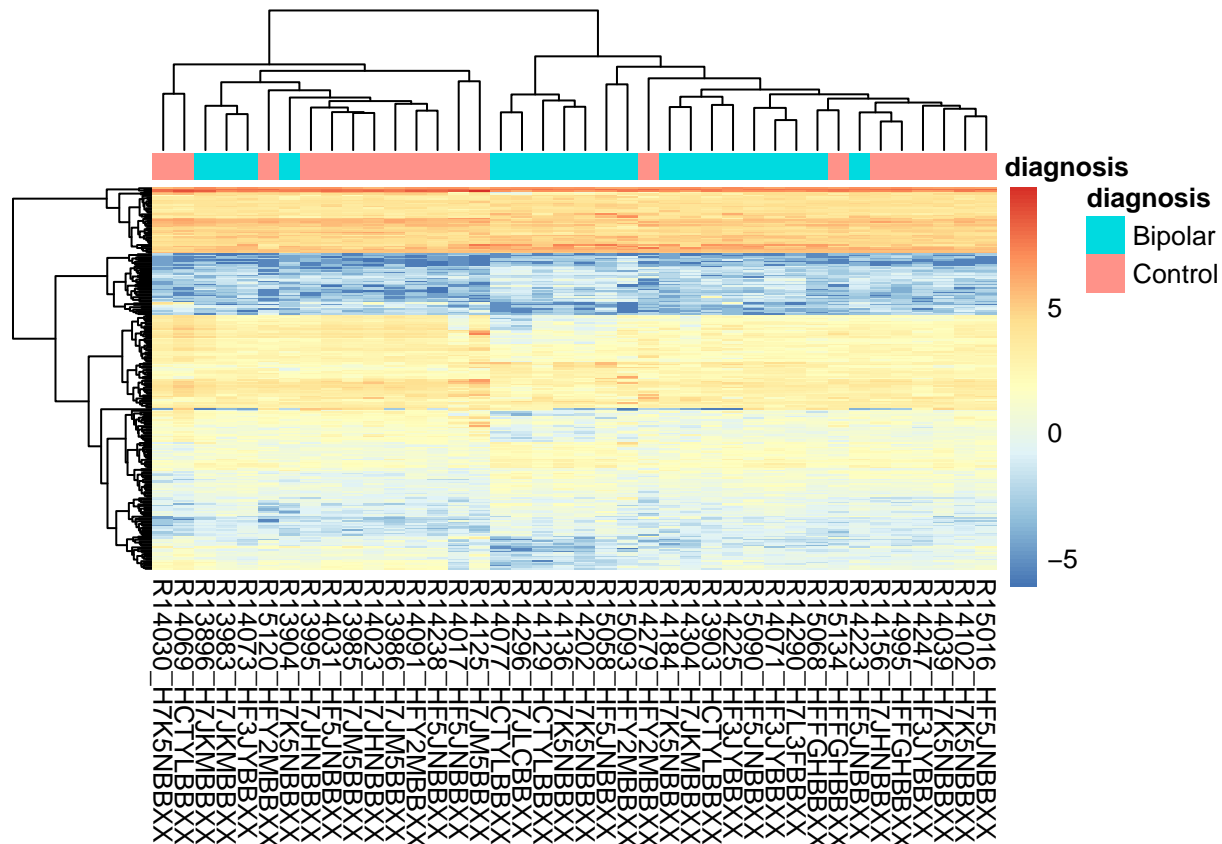 diagnosis
diagnosis
Bipolar
Control
5
0
−5
R14030_H7K5NBBXX
R14069_HCTYLBBXX
R13896_H7JKMBBXX
R13983_H7JKMBBXX
R14073_HF3JYBBXX
R15120_HFY2MBBXX
R13904_H7K5NBBXX
R13995_H7JHNBBXX
R14031_HF5JNBBXX
R13985_H7JM5BBXX
R14023_H7JHNBBXX
R13986_H7JM5BBXX
R14091_HFY2MBBXX
R14238_HF5JNBBXX
R14017_HF5JNBBXX
R14125_H7JM5BBXX
R14077_HCTYLBBXX
R14296_H7JLCBBXX
R14129_HCTYLBBXX
R14136_H7K5NBBXX
R14202_H7K5NBBXX
R15058_HF5JNBBXX
R15093_HFY2MBBXX
R14279_HFY2MBBXX
R14184_H7K5NBBXX
R14304_H7JKMBBXX
R13903_HCTYLBBXX
R14225_HF3JYBBXX
R15090_HF5JNBBXX
R14071_HF3JYBBXX
R14290_H7L3FBBXX
R15068_HFFGHBBXX
R15134_HFFGHBBXX
R14223_HF5JNBBXX
R14156_H7JHNBBXX
R14995_HFFGHBBXX
R14247_HF3JYBBXX
R14039_H7K5NBBXX
R14102_H7K5NBBXX
R15016_HF5JNBBXX